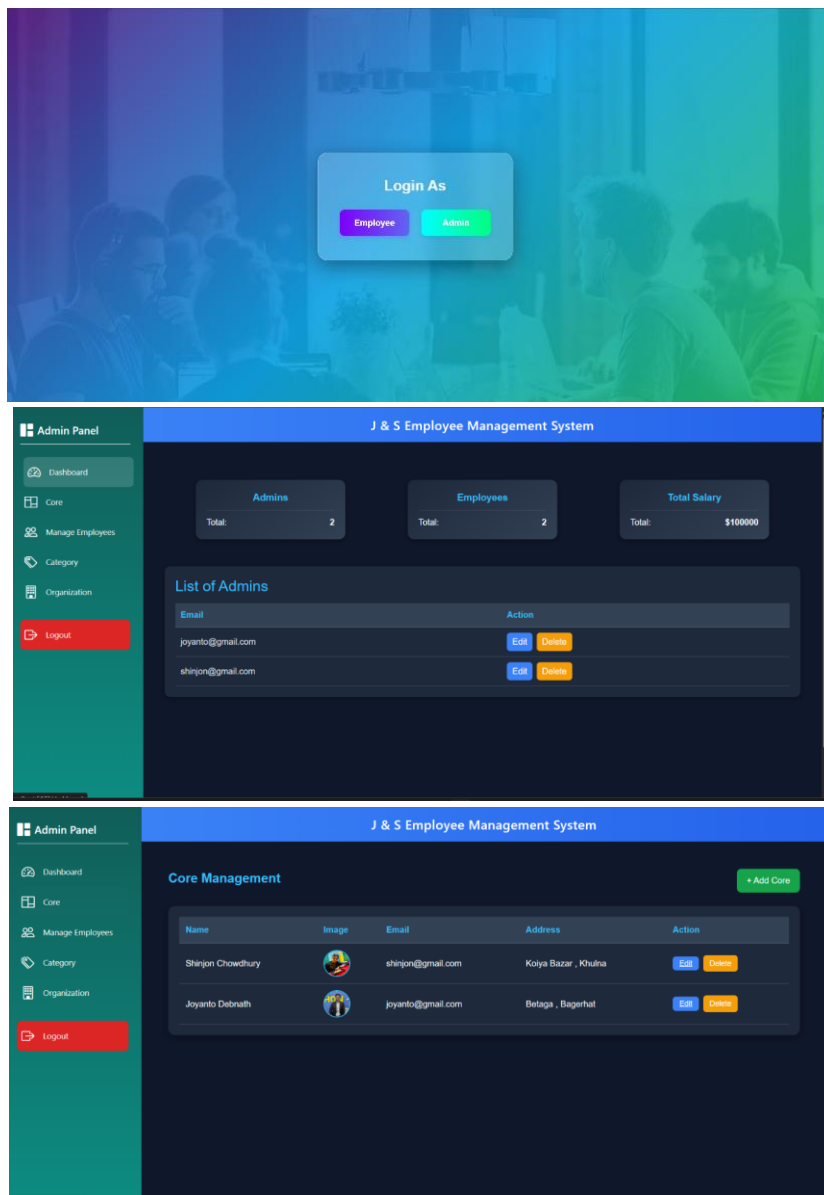 Login As
Employee Admin
Admin Panel
J & S Employee Management System
Dashboard
Core
Manage Employees
Category
Organization
Logout
Admins
Total: 2
Employees
Total: 2
Total Salary
Total: $100000
List of Admins
Email Action
joyanto@gmail.com Edit Delete
shinjon@gmail.com Edit Delete
Admin Panel
J & S Employee Management System
Dashboard
Core
Manage Employees
Category
Organization
Logout
Core Management
+ Add Core
Name Image Email Address Action
Shinjon Chowdhury shinjon@gmail.com Koiya Bazar , Khulna Edit Delete
Joyanto Debnath joyanto@gmail.com Betaga , Bagerhat Edit Delete